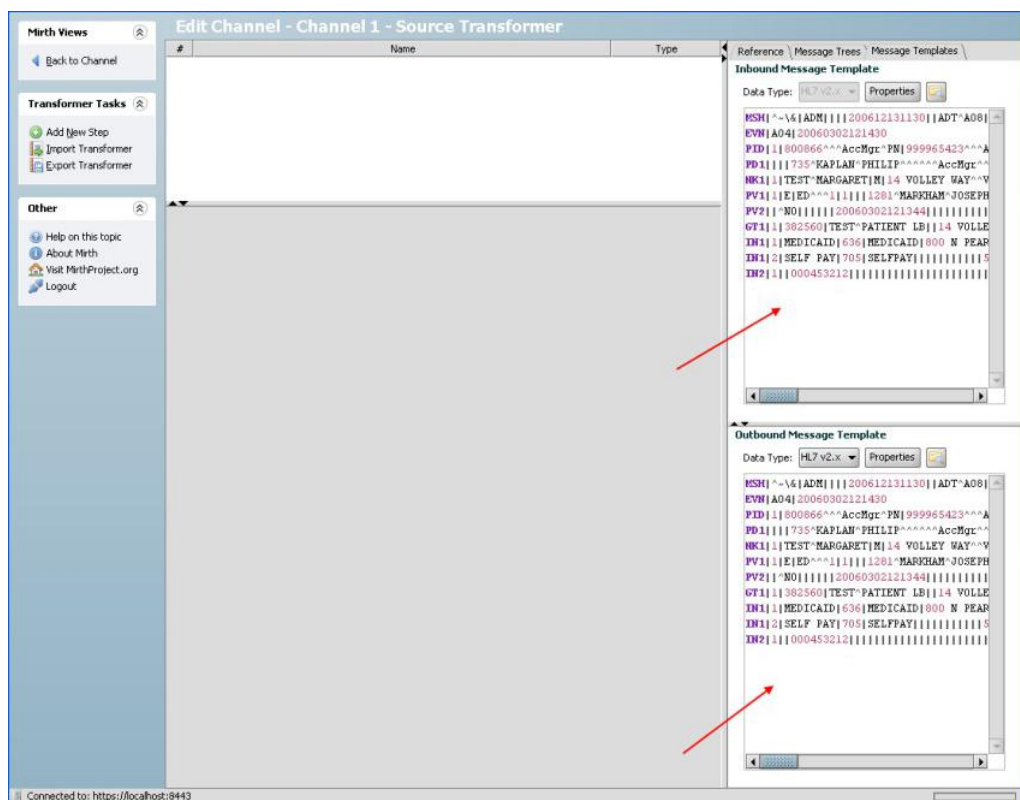 Edit Channel - Channel 1 - Source Transformer
Mirth Views
Back to Channel
Transformer Tasks
Add New Step
Import Transformer
Export Transformer
Other
Help on this topic
About Mirth
Visit MirthProject.org
Logout
# Name Type
Reference Message Trees Message Templates
Inbound Message Template
Data Type: HL7 v2.x Properties
MSH|^~\&|ADM||||200612131130||ADT^A08|
EVN|A04|20060302121430
PID|1|800866^^^AccMgr^PN|999965423^^^A
PD1||||735^KAPLAN^PHILIP^^^^^^AccMgr^^
NK1|1|TEST^MARGARET|M|14 VOLLEY WAY^^V
PV1|1|E|ED^^^1|1|||1281^MARKHAM^JOSEPH
PV2||^NO||||||20060302121344||||||||||
GT1|1|382560|TEST^PATIENT LB||14 VOLLE
IN1|1|MEDICAID|636|MEDICAID|800 N PEAR
IN1|2|SELF PAY|705|SELFPAY|||||||||||5
IN2|1||000453212||||||||||||||||||||||
Outbound Message Template
Data Type: HL7 v2.x Properties
MSH|^~\&|ADM||||200612131130||ADT^A08|
EVN|A04|20060302121430
PID|1|800866^^^AccMgr^PN|999965423^^^A
PD1||||735^KAPLAN^PHILIP^^^^^^AccMgr^^
NK1|1|TEST^MARGARET|M|14 VOLLEY WAY^^V
PV1|1|E|ED^^^1|1|||1281^MARKHAM^JOSEPH
PV2||^NO||||||20060302121344||||||||||
GT1|1|382560|TEST^PATIENT LB||14 VOLLE
IN1|1|MEDICAID|636|MEDICAID|800 N PEAR
IN1|2|SELF PAY|705|SELFPAY|||||||||||5
IN2|1||000453212||||||||||||||||||||||
Connected to: https://localhost:8443